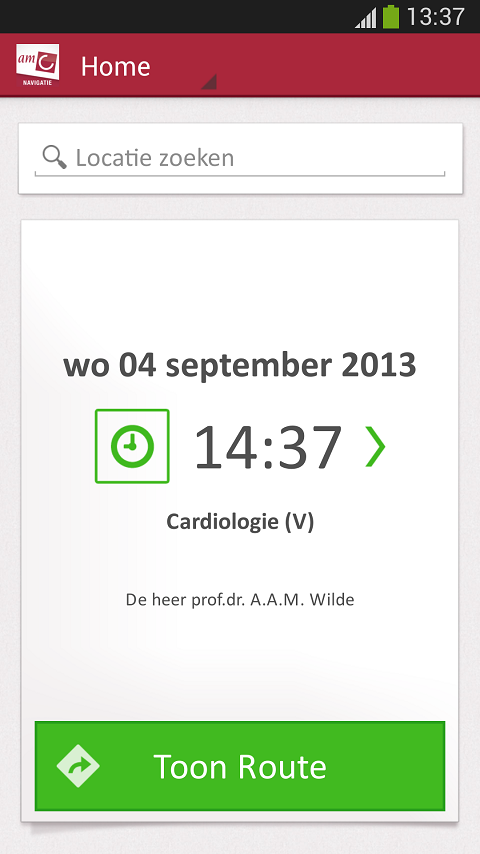 13:37
amC
NAVIGATIE
Home
Locatie zoeken
wo 04 september 2013
14:37
Cardiologie (V)
De heer prof.dr. A.A.M. Wilde
Toon Route